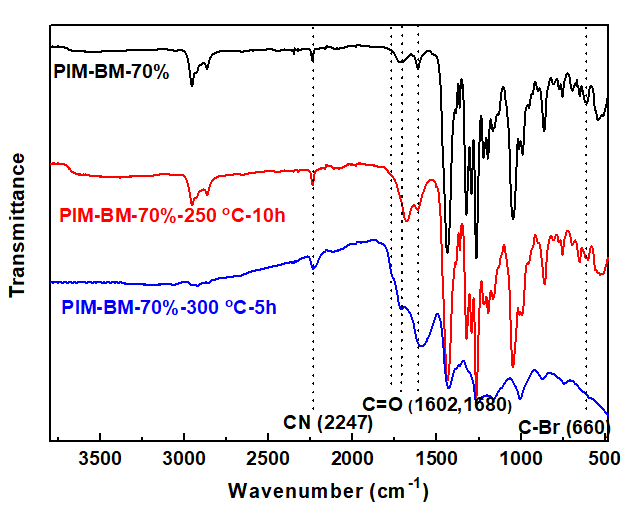 PIM-BM-70%
PIM-BM-70%-250 °C-10h
PIM-BM-70%-300 °C-5h
C=O (1602,1680)
CN (2247)
C-Br (660)
Transmittance
3500 3000 2500 2000 1500 1000 500
Wavenumber (cm⁻¹)